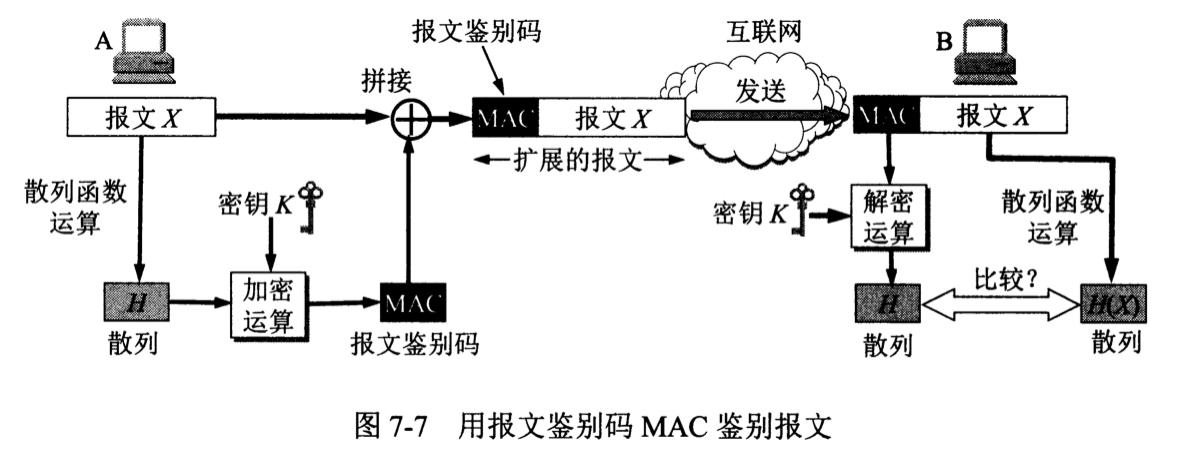 A
报文鉴别码
互联网
B
拼接
发送
报文 X
MAC
报文 X
MAC
报文 X
扩展的报文
散列函数
运算
密钥 K
密钥 K
解密
运算
散列函数
运算
H
加密
运算
MAC
H
比较?
H(X)
散列
报文鉴别码
散列
散列
图 7-7 用报文鉴别码 MAC 鉴别报文